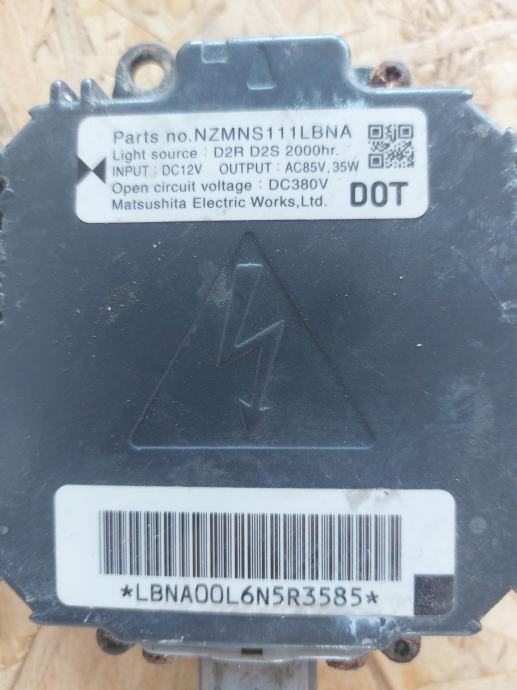 Parts no.NZMNS111LBNA
Light source : D2R D2S 2000hr.
INPUT : DC12V OUTPUT : AC85V, 35W
Open circuit voltage : DC380V
Matsushita Electric Works,Ltd. DOT
*LBNA00L6N5R3585*